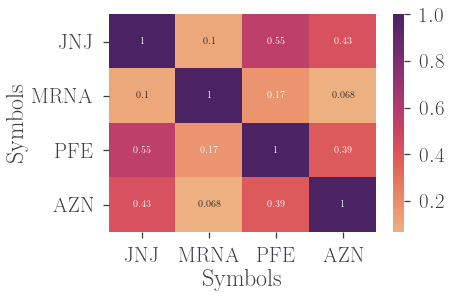 JNJ 1 0.1 0.55 0.43
MRNA 0.1 1 0.17 0.068
PFE 0.55 0.17 1 0.39
AZN 0.43 0.068 0.39 1
JNJ MRNA PFE AZN
Symbols
Symbols
1.0
0.8
0.6
0.4
0.2